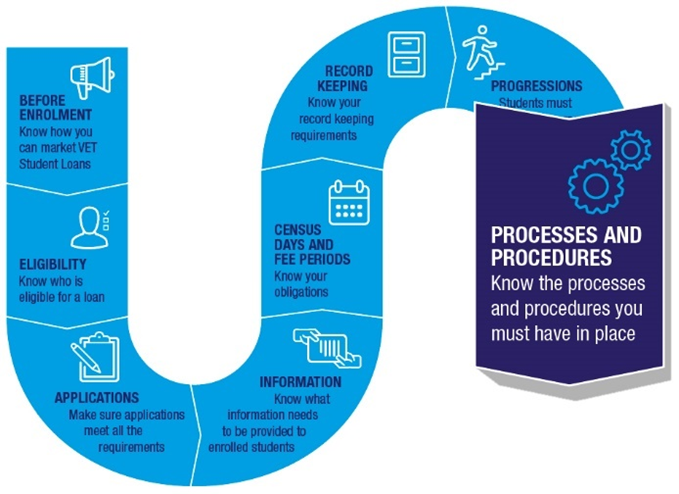 BEFORE
ENROLMENT
Know how you
can market VET
Student Loans
ELIGIBILITY
Know who is
eligible for a loan
APPLICATIONS
Make sure applications
meet all the
requirements
INFORMATION
Know what
information needs
to be provided to
enrolled students
CENSUS
DAYS AND
FEE PERIODS
Know your
obligations
RECORD
KEEPING
Know your
record keeping
requirements
PROGRESSIONS
Students must
PROCESSES AND
PROCEDURES
Know the processes
and procedures you
must have in place